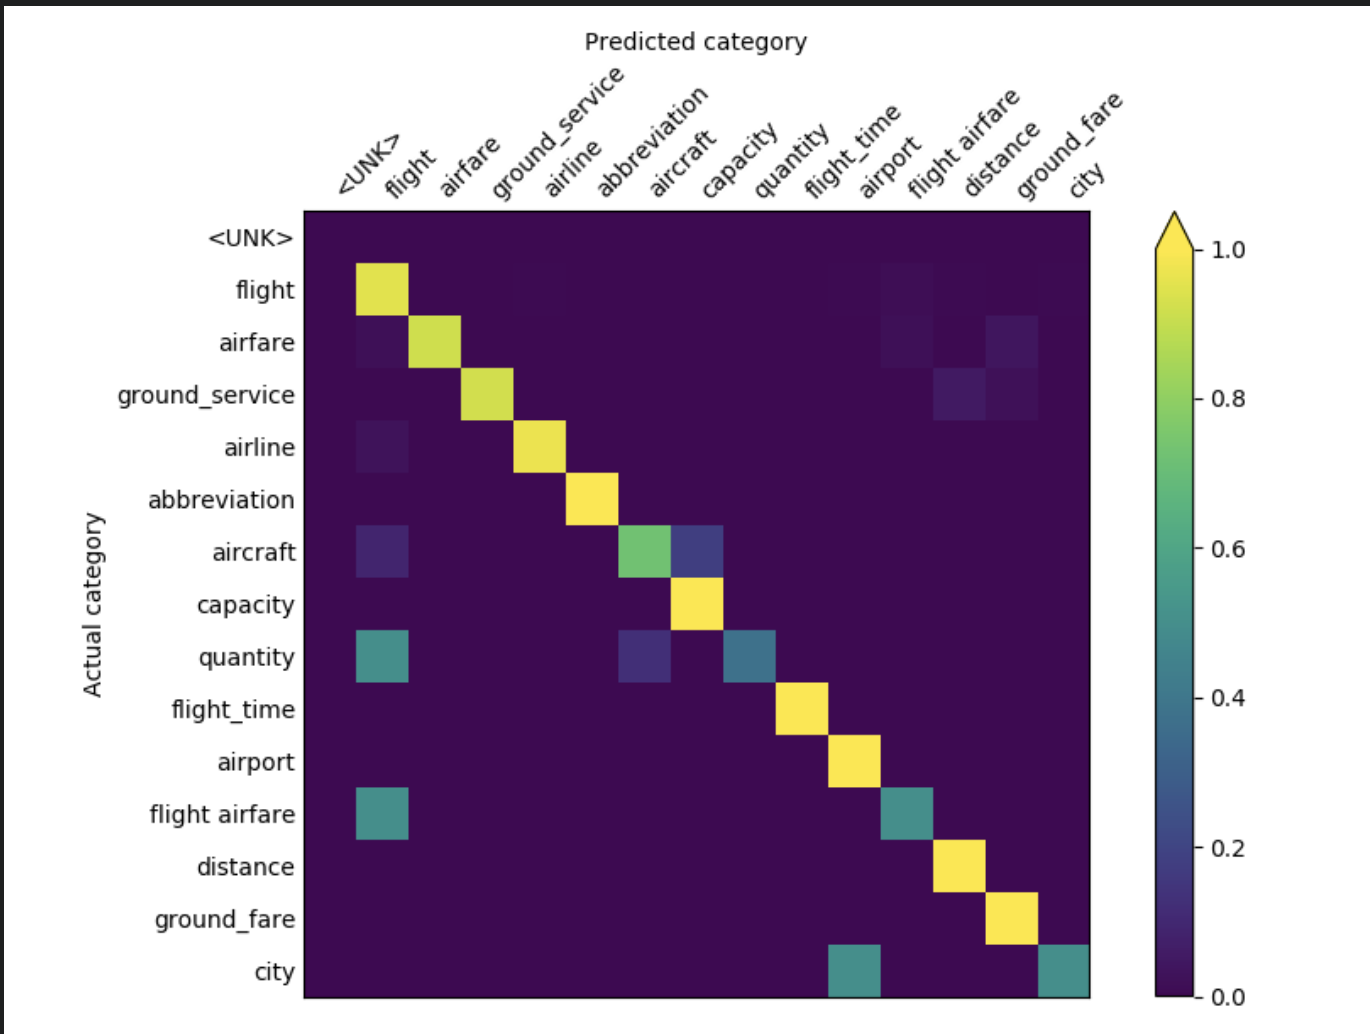 Predicted category
<UNK>
flight
airfare
ground_service
airline
abbreviation
aircraft
capacity
quantity
flight_time
airport
flight airfare
distance
ground_fare
city
Actual category
<UNK>
flight
airfare
ground_service
airline
abbreviation
aircraft
capacity
quantity
flight_time
airport
flight airfare
distance
ground_fare
city
1.0
0.8
0.6
0.4
0.2
0.0